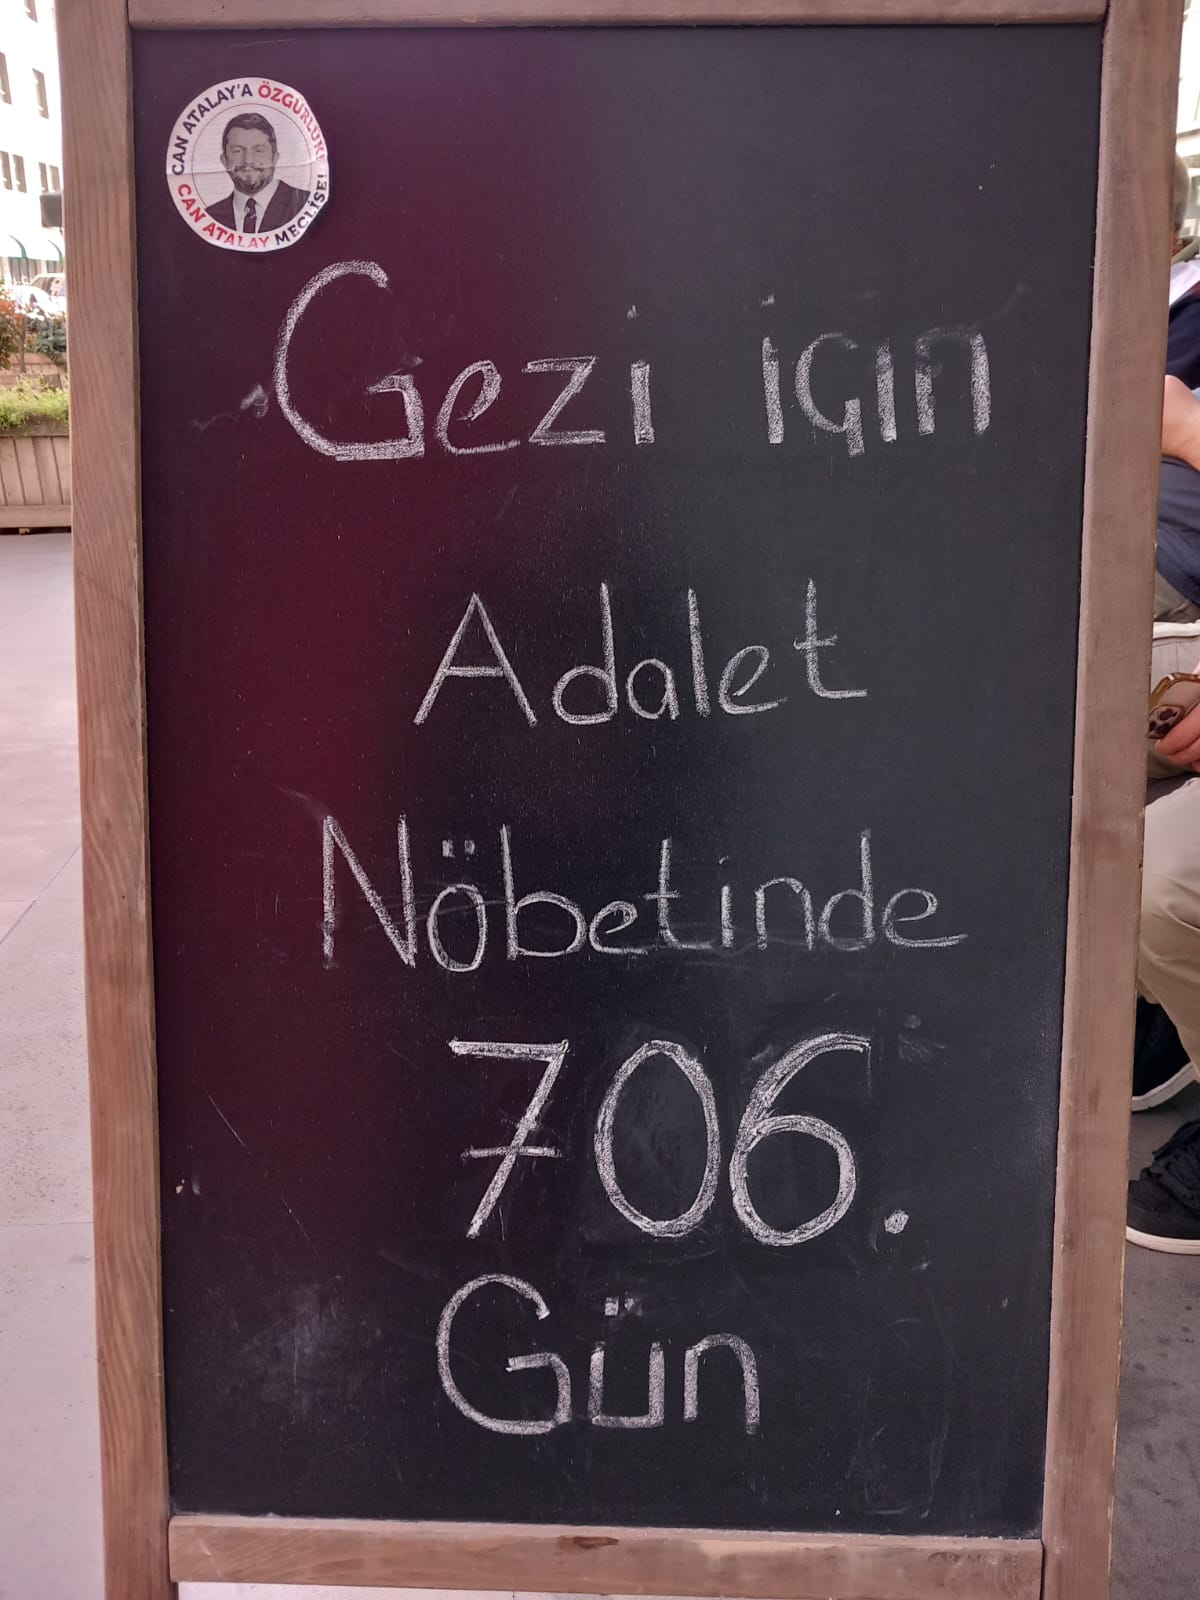 CAN ATALAY'A ÖZGÜRLÜK!
CAN ATALAY MECLİSE!
Gezi için
Adalet
Nöbetinde
706.
Gün